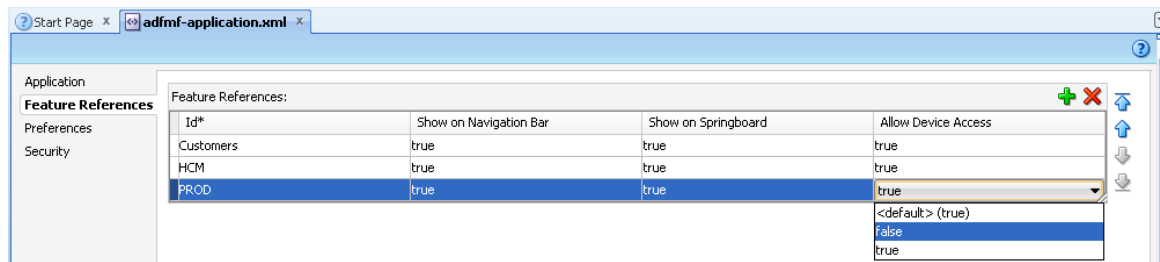 Start Page x adfmf-application.xml x
Application
Feature References
Preferences
Security
Feature References:
Id* Show on Navigation Bar Show on Springboard Allow Device Access
Customers true true true
HCM true true true
PROD true true true
<default> (true)
false
true